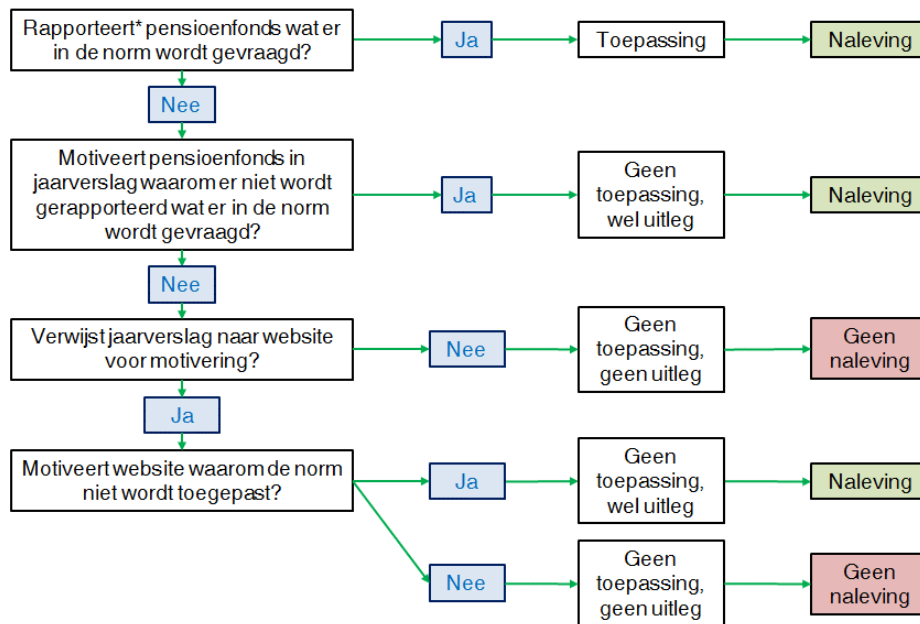 Rapporteert* pensioenfonds wat er
in de norm wordt gevraagd?
Ja
Toepassing
Naleving
Nee
Motiveert pensioenfonds in
jaarverslag waarom er niet wordt
gerapporteerd wat er in de norm
wordt gevraagd?
Ja
Geen
toepassing,
wel uitleg
Naleving
Nee
Verwijst jaarverslag naar website
voor motivering?
Nee
Geen
toepassing,
geen uitleg
Geen
naleving
Ja
Motiveert website waarom de norm
niet wordt toegepast?
Ja
Geen
toepassing,
wel uitleg
Naleving
Nee
Geen
toepassing,
geen uitleg
Geen
naleving